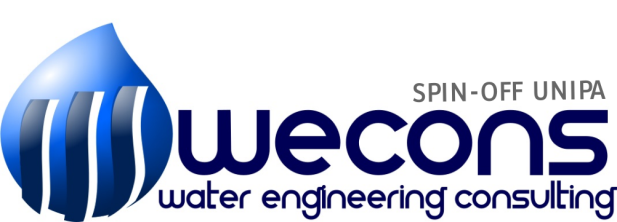 SPIN-OFF UNIPA
wecons
water engineering consulting